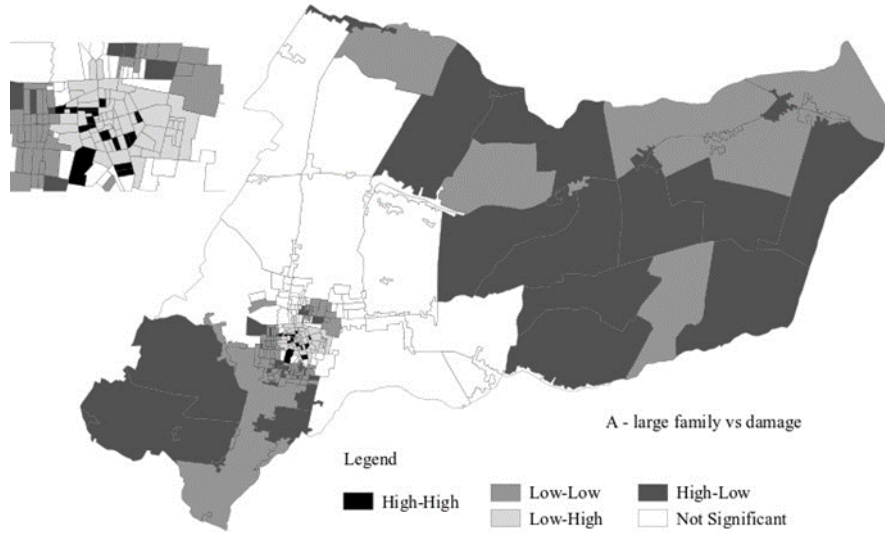 A - large family vs damage
Legend
High-High
Low-Low
High-Low
Low-High
Not Significant